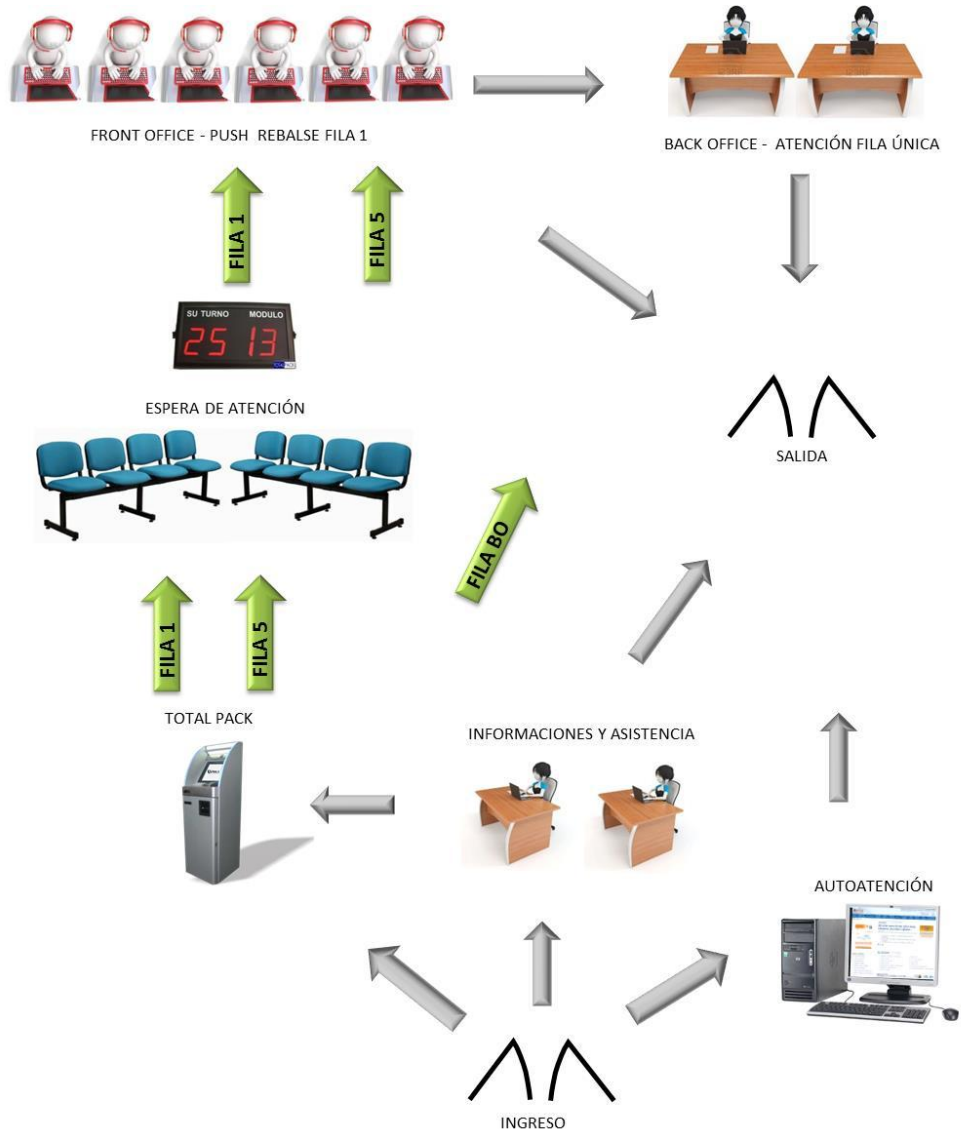 FRONT OFFICE - PUSH REBALSE FILA 1
BACK OFFICE - ATENCIÓN FILA ÚNICA
FILA 1
FILA 5
SU TURNO MODULO
25 13
ESPERA DE ATENCIÓN
SALIDA
FILA BO
FILA 1
FILA 5
TOTAL PACK
INFORMACIONES Y ASISTENCIA
AUTOATENCIÓN
INGRESO